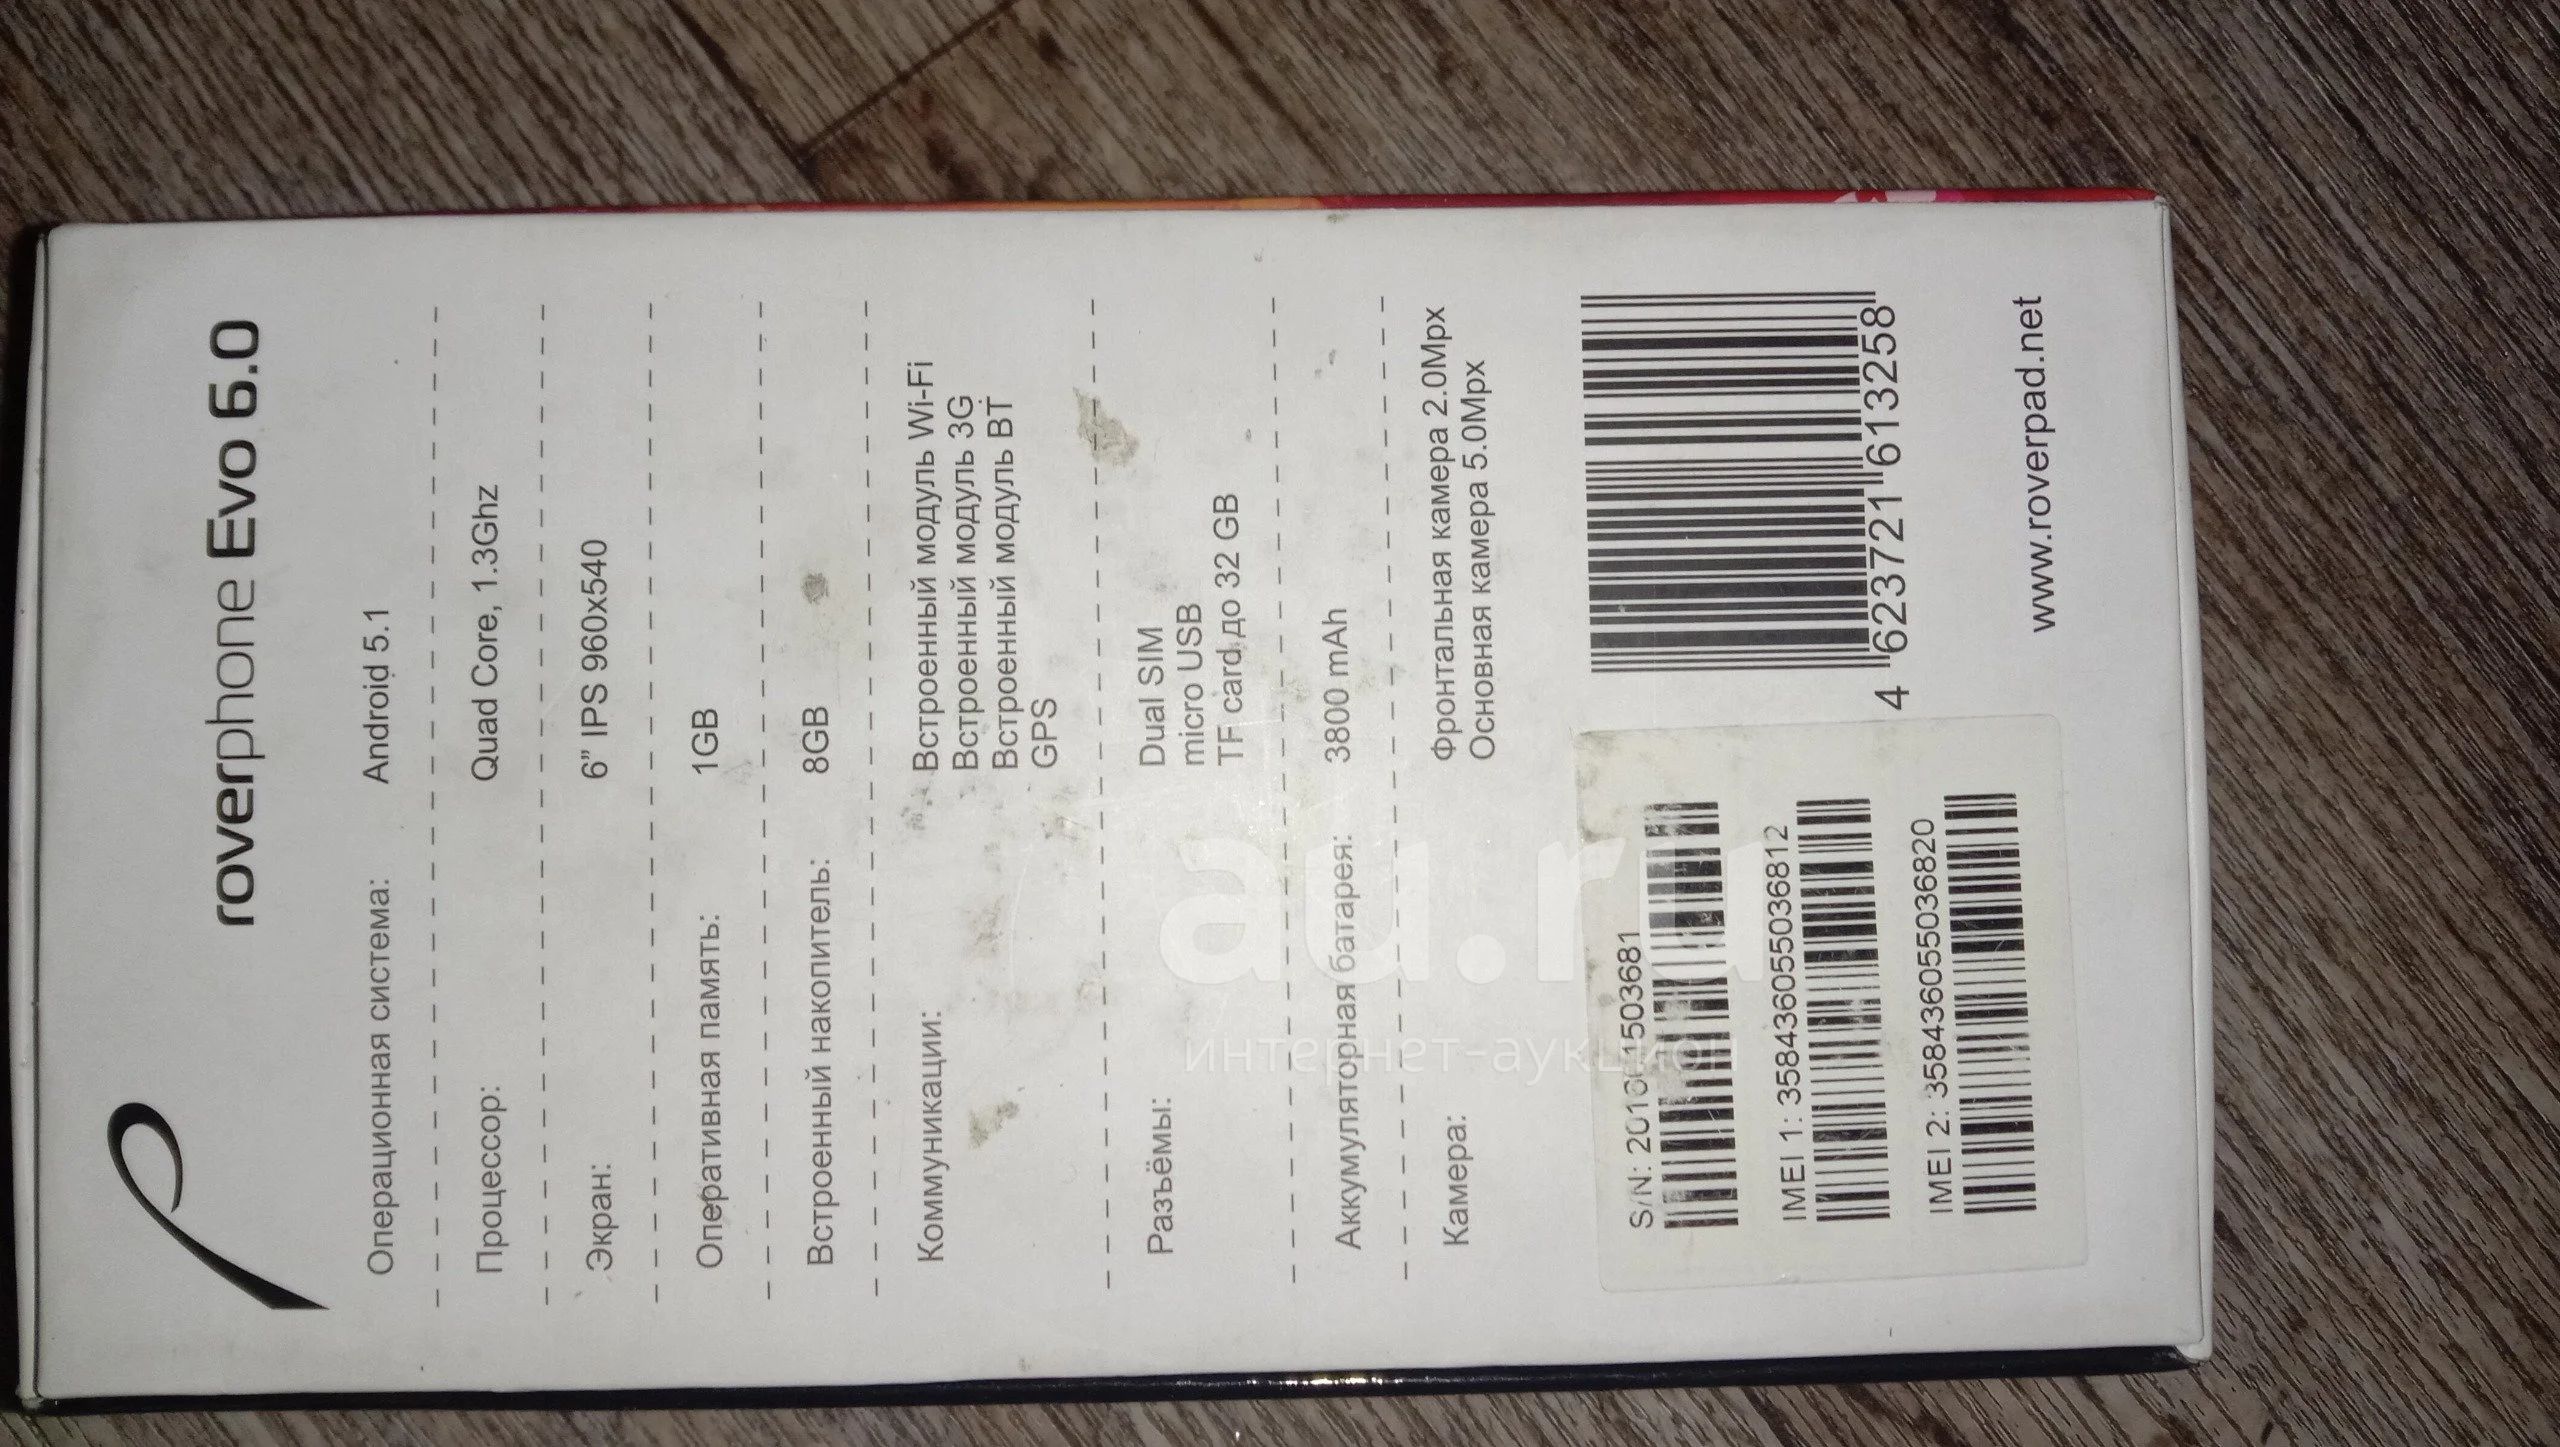 roverphone Evo 6.0
Операционная система: Android 5.1
Процессор: Quad Core, 1.3Ghz
Экран: 6” IPS 960x540
Оперативная память: 1GB
Встроенный накопитель: 8GB
Коммуникации: Встроенный модуль Wi-Fi
Встроенный модуль 3G
Встроенный модуль BT
GPS
Разъёмы: Dual SIM
micro USB
TF card до 32 GB
Аккумуляторная батарея: 3800 mAh
Камера: Фронтальная камера 2.0Mpx
Основная камера 5.0Mpx
S/N:
IMEI 1: 358436055036812
IMEI 2: 358436055036820
4 623721 613258
www.roverpad.net
au.ru
интернет-аукцион